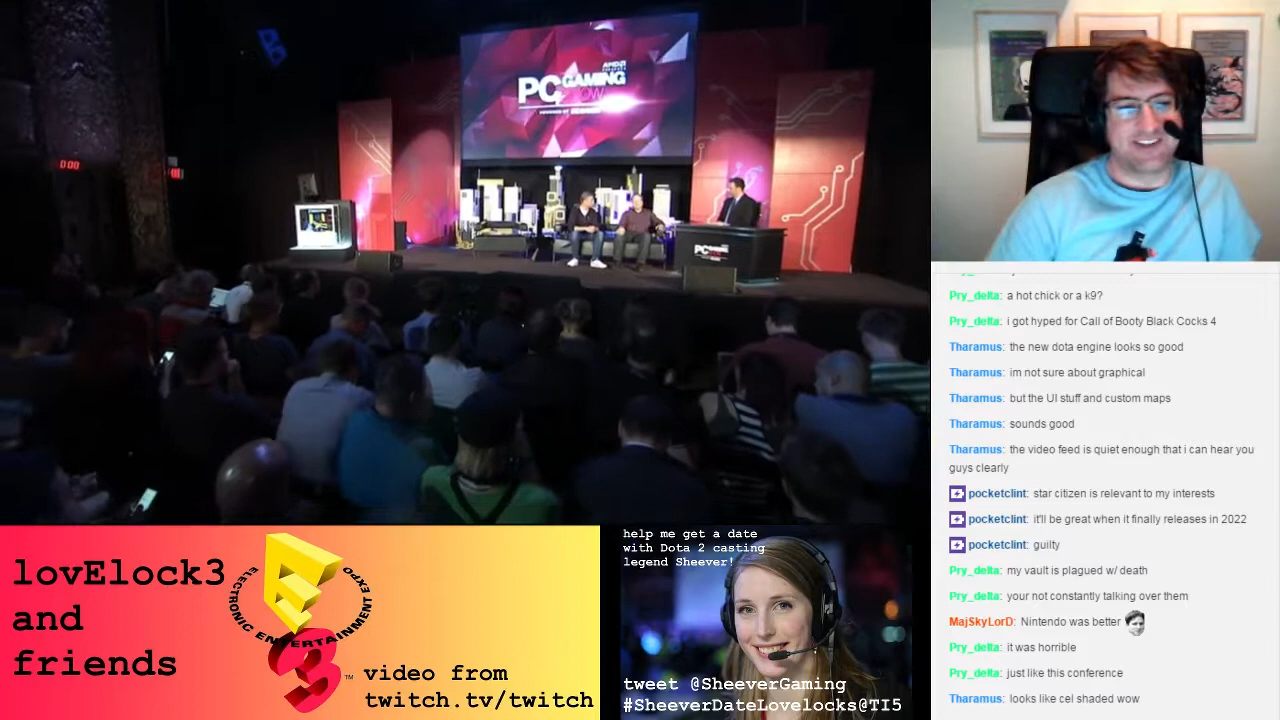 AMD
PC GAMING
SHOW
0:00
PC GAMING
Pry_delta: a hot chick or a k9?
Pry_delta: i got hyped for Call of Booty Black Cocks 4
Tharamus: the new dota engine looks so good
Tharamus: im not sure about graphical
Tharamus: but the UI stuff and custom maps
Tharamus: sounds good
Tharamus: the video feed is quiet enough that i can hear you
guys clearly
pocketclint: star citizen is relevant to my interests
pocketclint: it'll be great when it finally releases in 2022
pocketclint: guilty
Pry_delta: my vault is plagued w/ death
Pry_delta: your not constantly talking over them
MajSkyLorD: Nintendo was better
Pry_delta: it was horrible
Pry_delta: just like this conference
Tharamus: looks like cel shaded wow
lovElock3
and
friends
E3
ELECTRONIC ENTERTAINMENT EXPO
TM
video from
twitch.tv/twitch
help me get a date
with Dota 2 casting
legend Sheever!
tweet @SheeverGaming
#SheeverDateLovelocks@TI5